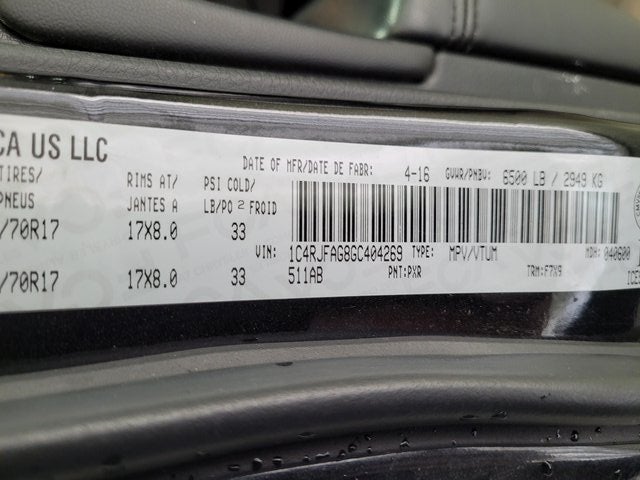 CA US LLC
DATE OF MFR/DATE DE FABR: 4-16 GVWR/PNBV: 6500 LB / 2949 KG
TIRES/ RIMS AT/ PSI COLD/
PNEUS JANTES A LB/PO 2 FROID
/70R17 17X8.0 33
VIN: 1C4RJFAG8GC404269 TYPE: MPV/VTUM MDH: 040600
/70R17 17X8.0 33
511AB PNT:PXR TRM:F7X9